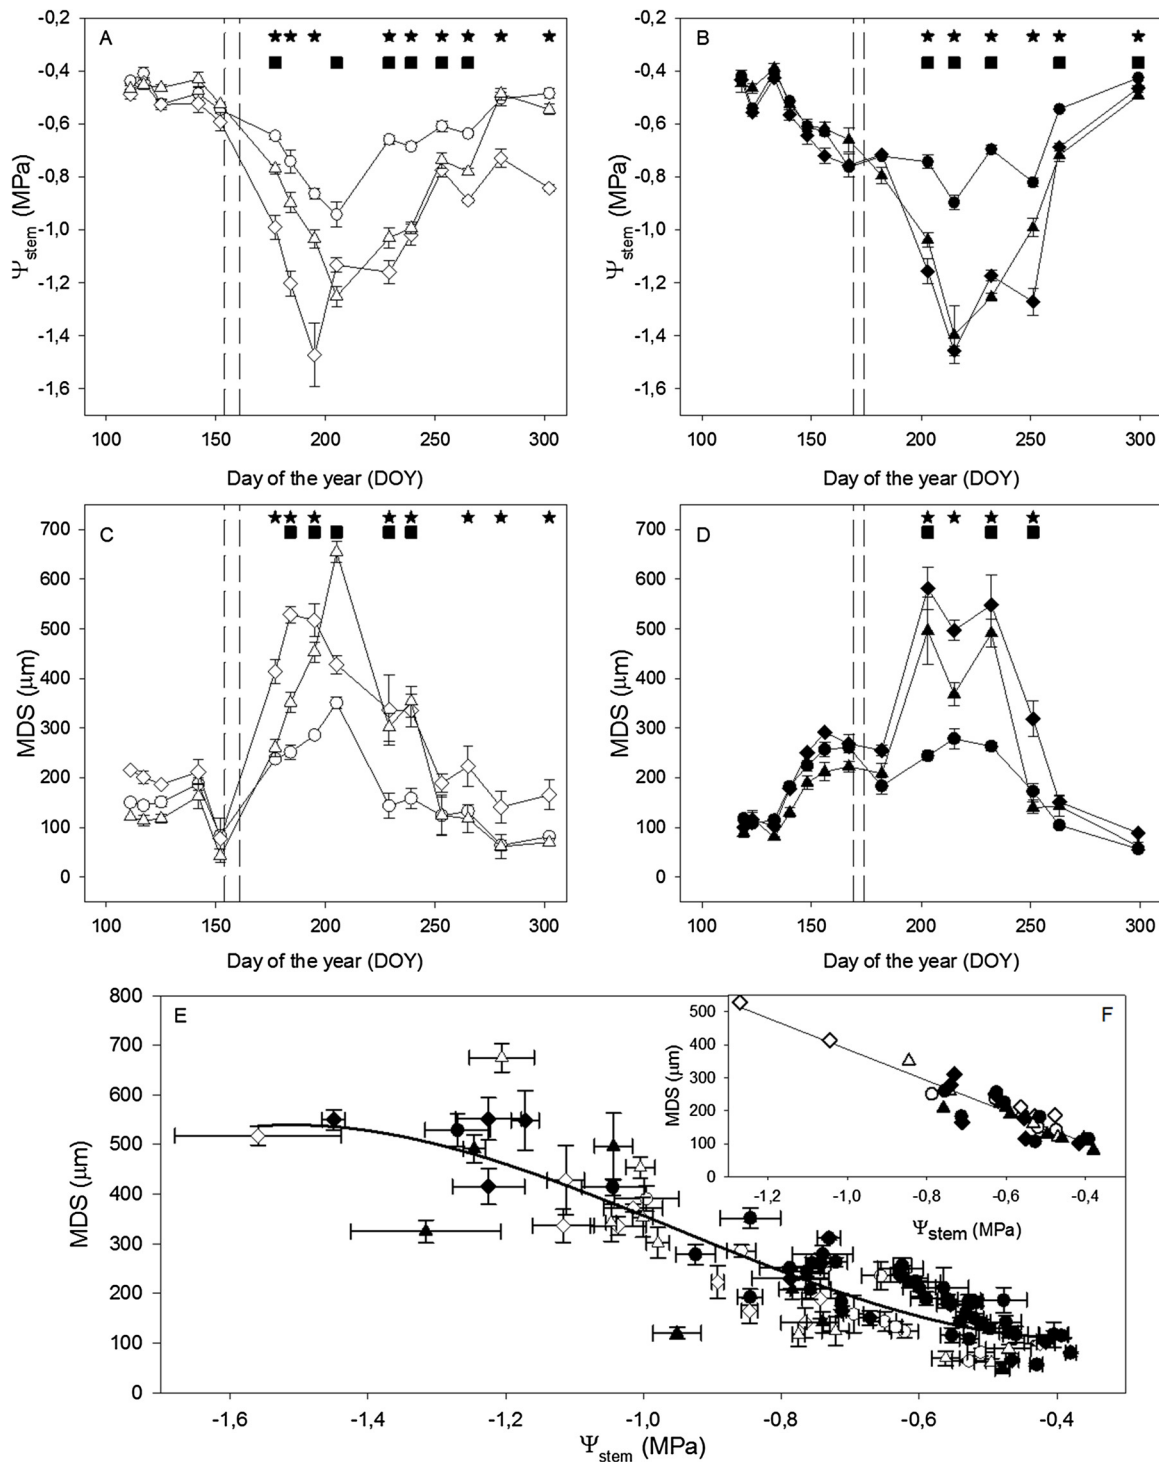 A
-0,2
-0,4
-0,6
-0,8
-1,0
-1,2
-1,4
-1,6
Ψstem (MPa)
100 150 200 250 300
Day of the year (DOY)
B
-0,2
-0,4
-0,6
-0,8
-1,0
-1,2
-1,4
-1,6
Ψstem (MPa)
100 150 200 250 300
Day of the year (DOY)
C
700
600
500
400
300
200
100
0
MDS (µm)
100 150 200 250 300
Day of the year (DOY)
D
700
600
500
400
300
200
100
0
MDS (µm)
100 150 200 250 300
Day of the year (DOY)
E
800
700
600
500
400
300
200
100
0
MDS (µm)
-1,6 -1,4 -1,2 -1,0 -0,8 -0,6 -0,4
Ψstem (MPa)
F
500
400
300
200
100
0
MDS (µm)
-1,2 -1,0 -0,8 -0,6 -0,4
Ψstem (MPa)